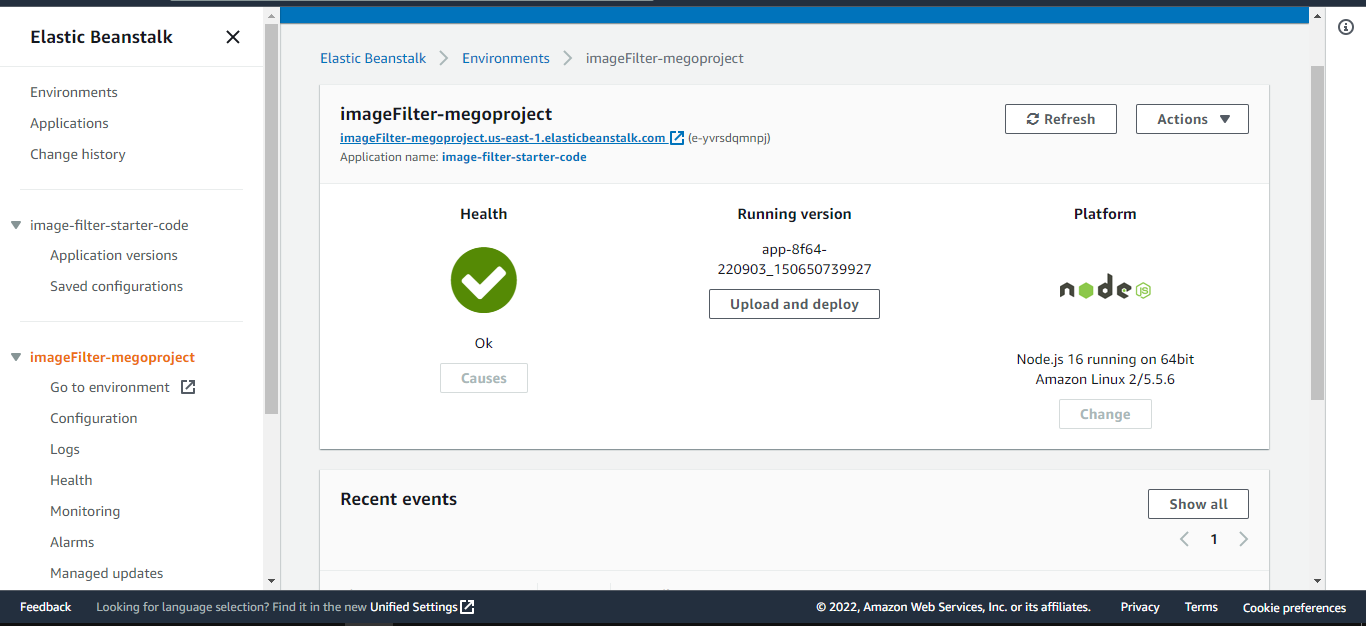 Elastic Beanstalk
Environments
Applications
Change history
image-filter-starter-code
Application versions
Saved configurations
imageFilter-megoproject
Go to environment
Configuration
Logs
Health
Monitoring
Alarms
Managed updates
Elastic Beanstalk Environments imageFilter-megoproject
imageFilter-megoproject
Refresh
Actions
imageFilter-megoproject.us-east-1.elasticbeanstalk.com (e-yvrsdqmnpj)
Application name: image-filter-starter-code
Health
Ok
Causes
Running version
app-8f64-
220903_150650739927
Upload and deploy
Platform
node JS
Node.js 16 running on 64bit
Amazon Linux 2/5.5.6
Change
Recent events
Show all
1
Feedback Looking for language selection? Find it in the new Unified Settings
© 2022, Amazon Web Services, Inc. or its affiliates. Privacy Terms Cookie preferences